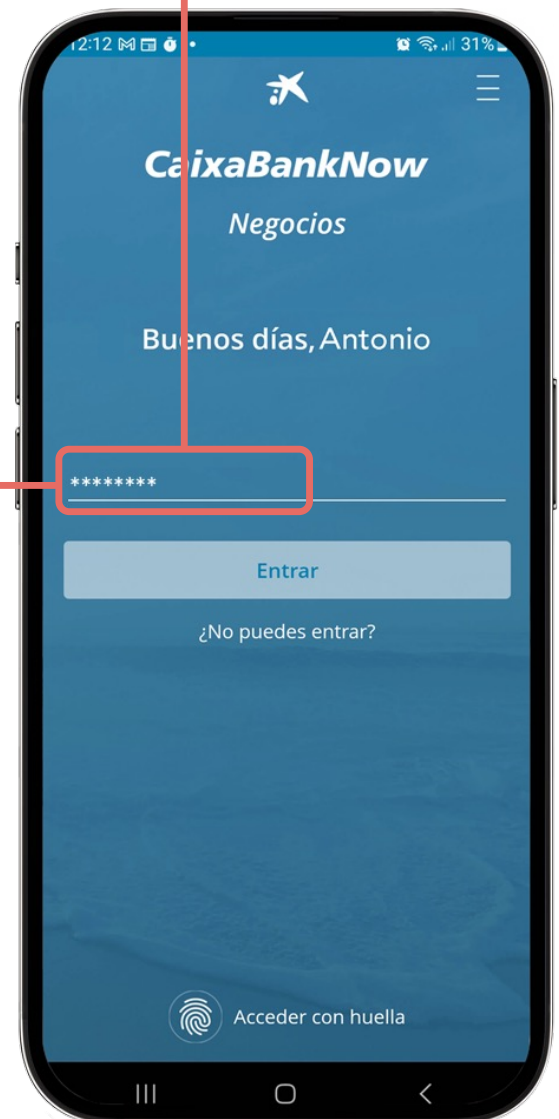 12:12 31%
CaixaBankNow
Negocios
Buenos días, Antonio
********
Entrar
¿No puedes entrar?
Acceder con huella